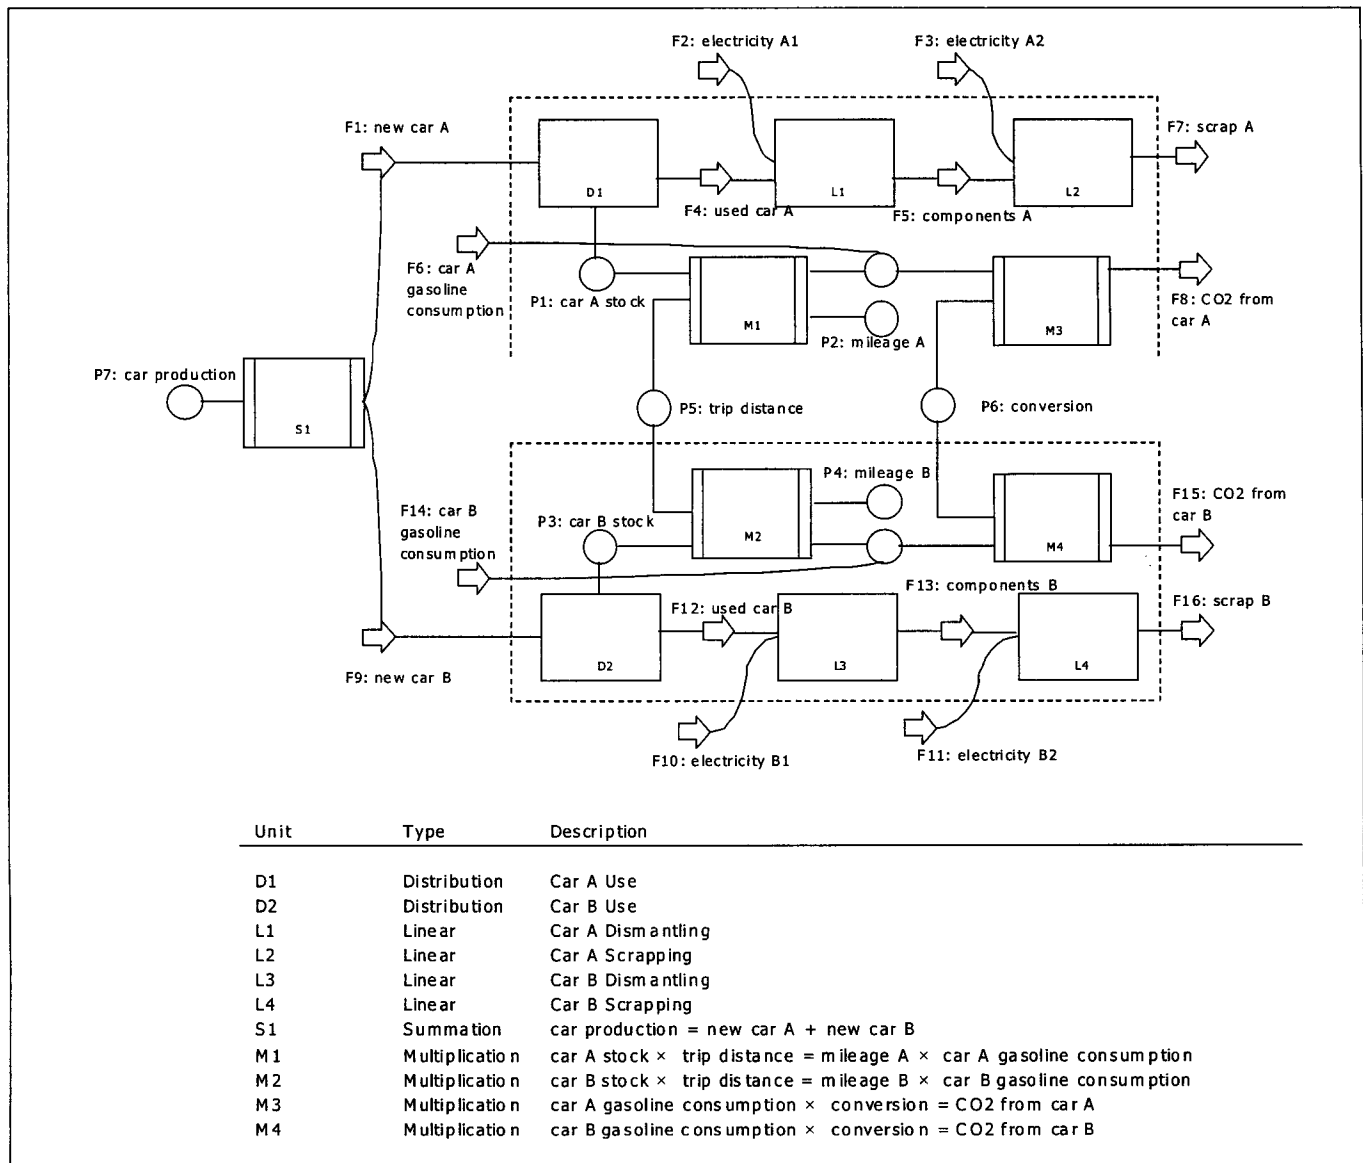 F2: electricity A1
F3: electricity A2
F1: new car A
F7: scrap A
D1
L1
L2
F4: used car A
F5: components A
F6: car A
gasoline
consumption
P1: car A stock
M1
P2: mileage A
M3
F8: CO2 from
car A
P7: car production
S1
P5: trip distance
P6: conversion
P4: mileage B
F14: car B
gasoline
consumption
P3: car B stock
M2
M4
F15: CO2 from
car B
F13: components B
F12: used car B
F16: scrap B
D2
L3
L4
F9: new car B
F10: electricity B1
F11: electricity B2
Unit Type Description
D1 Distribution Car A Use
D2 Distribution Car B Use
L1 Linear Car A Dismantling
L2 Linear Car A Scrapping
L3 Linear Car B Dismantling
L4 Linear Car B Scrapping
S1 Summation car production = new car A + new car B
M1 Multiplication car A stock × trip distance = mileage A × car A gasoline consumption
M2 Multiplication car B stock × trip distance = mileage B × car B gasoline consumption
M3 Multiplication car A gasoline consumption × conversion = CO2 from car A
M4 Multiplication car B gasoline consumption × conversion = CO2 from car B